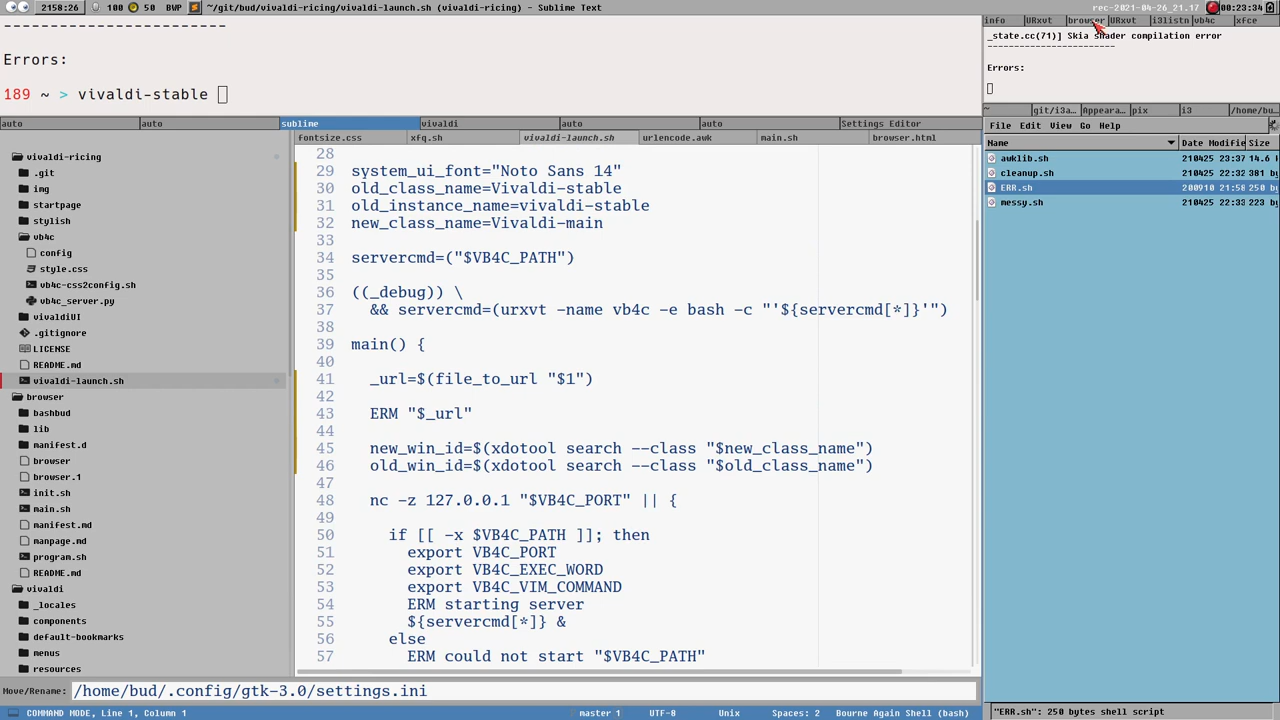 2158:26 100 50 BWP ~/git/bud/vivaldi-ricing/vivaldi-launch.sh (vivaldi-ricing) - Sublime Text rec-2021-04-26_21.17 00:23:34
-------------------------
Errors:
189 ~ > vivaldi-stable
info URxvt browser URxvt i3listn vb4c xfce
_state.cc(71)] Skia shader compilation error
------------------------
Errors:
auto auto sublime vivaldi auto auto Settings Editor
fontsize.css xfq.sh vivaldi-launch.sh urlencode.awk main.sh browser.html
vivaldi-ricing
.git
img
startpage
stylish
vb4c
config
style.css
vb4c-css2config.sh
vb4c_server.py
vivaldiUI
.gitignore
LICENSE
README.md
vivaldi-launch.sh
browser
bashbud
lib
manifest.d
browser
browser.1
init.sh
main.sh
manifest.md
manpage.md
program.sh
README.md
vivaldi
_locales
components
default-bookmarks
menus
resources
28
29 system_ui_font="Noto Sans 14"
30 old_class_name=Vivaldi-stable
31 old_instance_name=vivaldi-stable
32 new_class_name=Vivaldi-main
33
34 servercmd=("$VB4C_PATH")
35
36 ((_debug)) \
37 && servercmd=(urxvt -name vb4c -e bash -c "'${servercmd[*]}'")
38
39 main() {
40
41 _url=$(file_to_url "$1")
42
43 ERM "$_url"
44
45 new_win_id=$(xdotool search --class "$new_class_name")
46 old_win_id=$(xdotool search --class "$old_class_name")
47
48 nc -z 127.0.0.1 "$VB4C_PORT" || {
49
50 if [[ -x $VB4C_PATH ]]; then
51 export VB4C_PORT
52 export VB4C_EXEC_WORD
53 export VB4C_VIM_COMMAND
54 ERM starting server
55 ${servercmd[*]} &
56 else
57 ERM could not start "$VB4C_PATH"
Move/Rename: /home/bud/.config/gtk-3.0/settings.ini
COMMAND MODE, Line 1, Column 1 master 1 UTF-8 Unix Spaces: 2 Bourne Again Shell (bash)
~ git/i3a... Appeara... pix i3 /home/bu...
File Edit View Go Help
Name Date Modifie Size
awklib.sh 210425 23:37 14.6 k
cleanup.sh 210425 22:32 381 by
ERR.sh 200910 21:58 250 by
messy.sh 210425 22:33 223 by
"ERR.sh": 250 bytes shell script